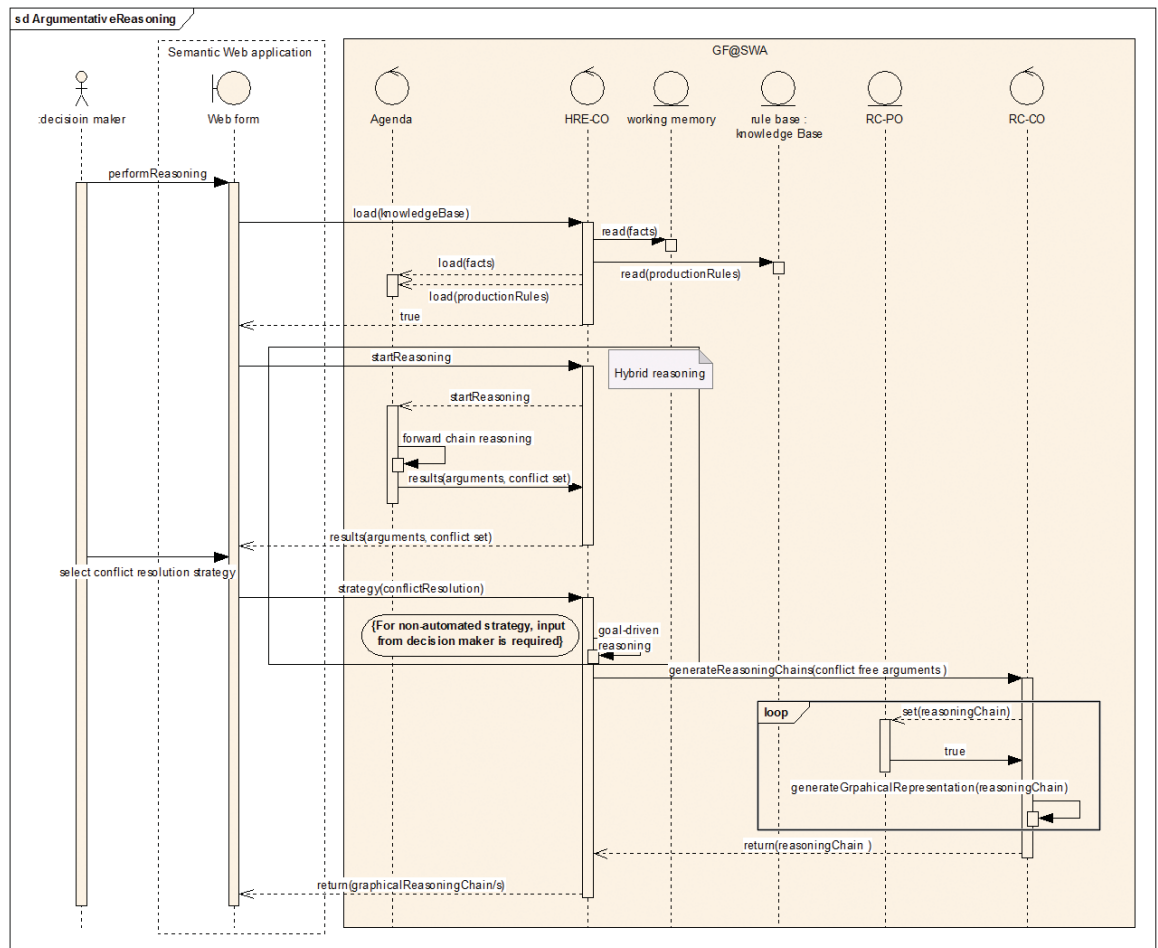 sd ArgumentativeReasoning
Semantic Web application
GF@SWA
:decisioin maker
Web form
Agenda
HRE-CO
working memory
rule base :
knowledge Base
RC-PO
RC-CO
performReasoning
load(knowledgeBase)
read(facts)
load(facts)
read(productionRules)
load(productionRules)
true
startReasoning
Hybrid reasoning
startReasoning
forward chain reasoning
results(arguments, conflict set)
results(arguments, conflict set)
select conflict resolution strategy
strategy(conflictResolution)
{For non-automated strategy, input
from decision maker is required}
goal-driven
reasoning
generateReasoningChains(conflict free arguments )
loop
set(reasoningChain)
true
generateGrpahicalRepresentation(reasoningChain)
return(reasoningChain )
return(graphicalReasoningChain/s)